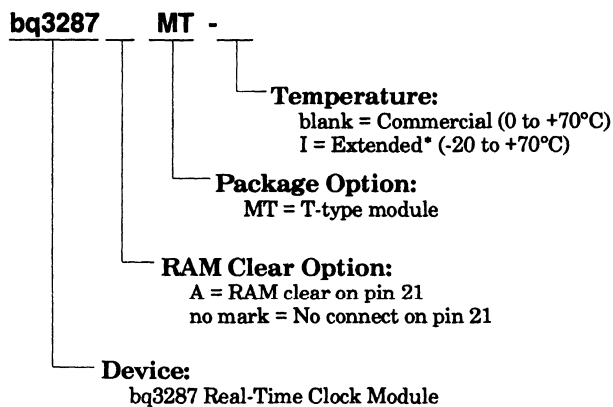 bq3287 MT -
Temperature:
blank = Commercial (0 to +70°C)
I = Extended* (-20 to +70°C)
Package Option:
MT = T-type module
RAM Clear Option:
A = RAM clear on pin 21
no mark = No connect on pin 21
Device:
bq3287 Real-Time Clock Module